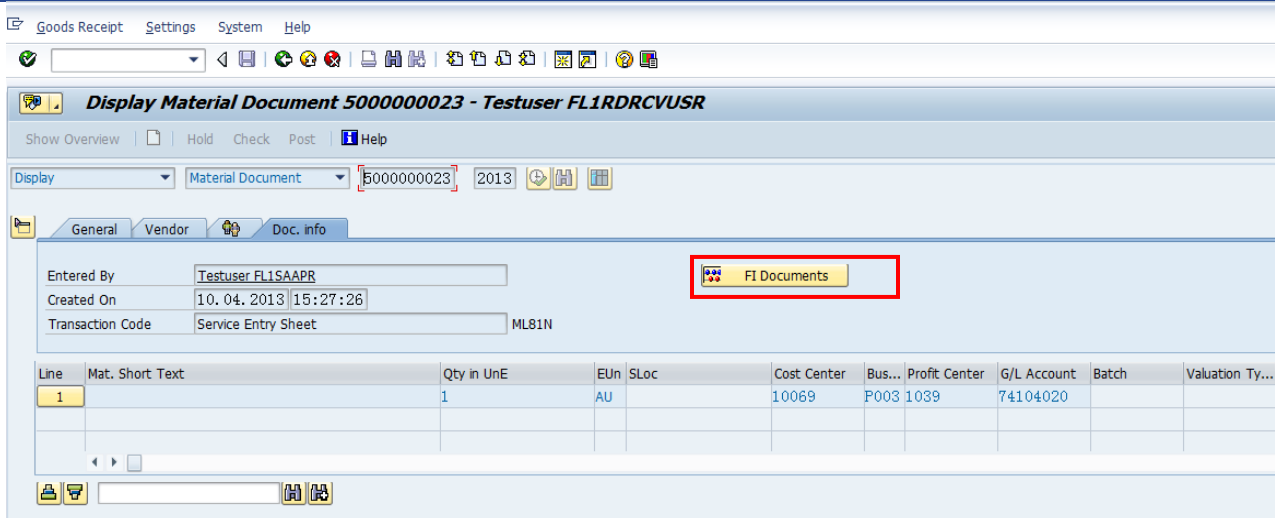 Goods Receipt Settings System Help
Display Material Document 5000000023 - Testuser FL1RDRCVUSR
Show Overview Hold Check Post Help
Display Material Document 5000000023 2013
General Vendor Doc. info
Entered By Testuser FL1SAAPR FI Documents
Created On 10.04.2013 15:27:26
Transaction Code Service Entry Sheet ML81N
Line Mat. Short Text Qty in UnE EUn SLoc Cost Center Bus... Profit Center G/L Account Batch Valuation Ty...
1 1 AU 10069 P003 1039 74104020